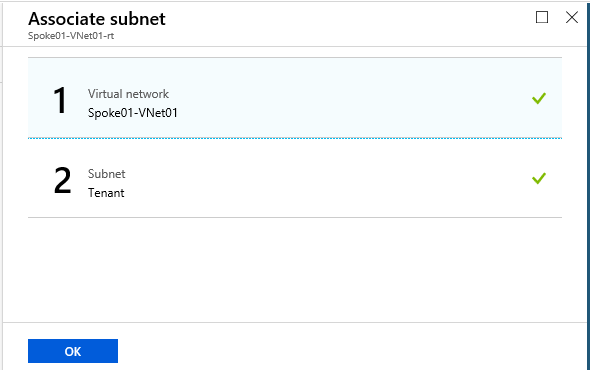 Associate subnet
Spoke01-VNet01-rt
1
Virtual network
Spoke01-VNet01
2
Subnet
Tenant
OK